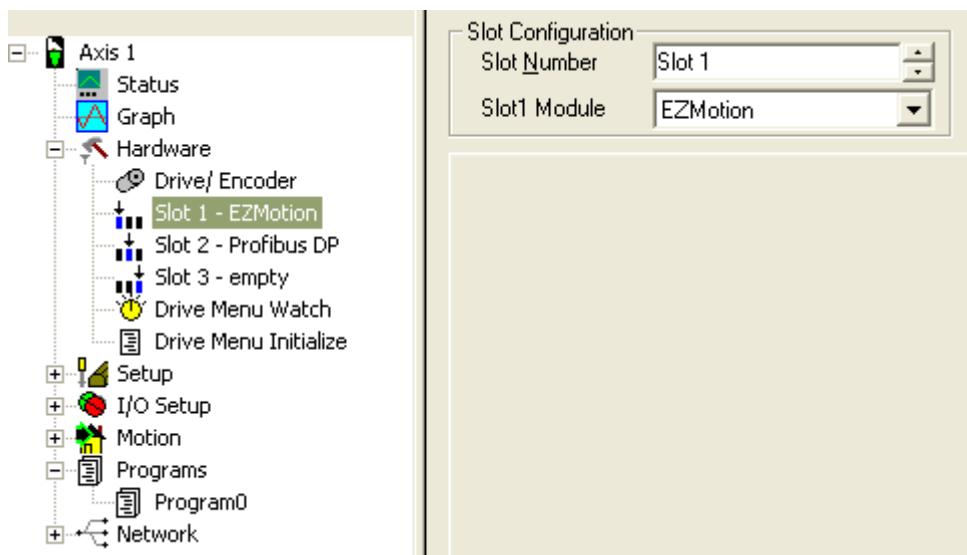 Axis 1
Status
Graph
Hardware
Drive/ Encoder
Slot 1 - EZMotion
Slot 2 - Profibus DP
Slot 3 - empty
Drive Menu Watch
Drive Menu Initialize
Setup
I/O Setup
Motion
Programs
Program0
Network
Slot Configuration
Slot Number Slot 1
Slot1 Module EZMotion